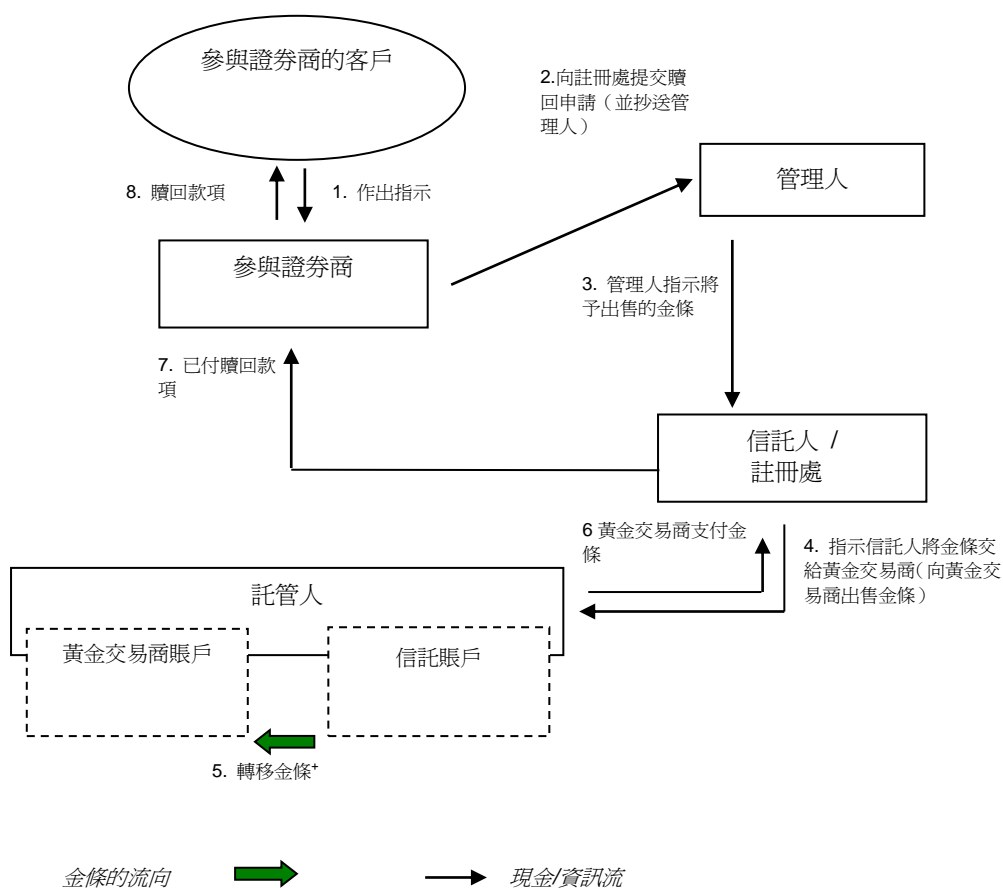 參與證券商的客戶
2.向註冊處提交贖
回申請（並抄送管
理人）
管理人
8. 贖回款項
1. 作出指示
參與證券商
3. 管理人指示將
予出售的金條
7. 已付贖回款
項
信託人 /
註冊處
6 黃金交易商支付金
條
4. 指示信託人將金條交
給黃金交易商（向黃金交
易商出售金條）
託管人
黃金交易商賬戶
信託賬戶
5. 轉移金條+
金條的流向
現金/資訊流